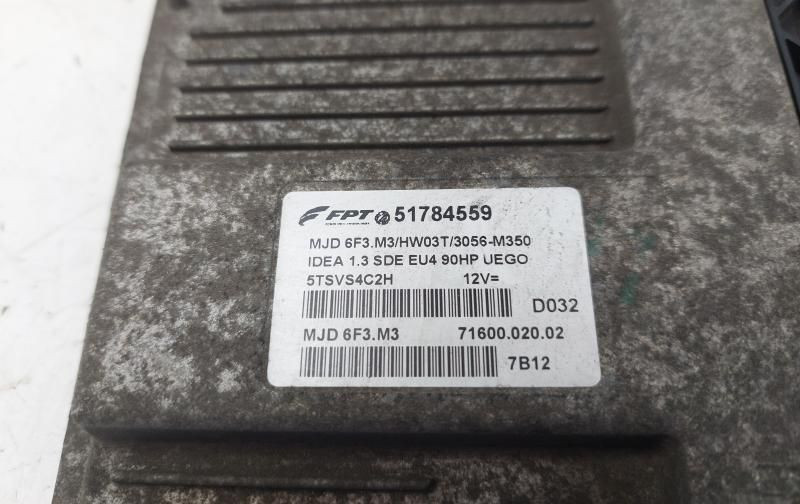 FPT 51784559
MJD 6F3.M3/HW03T/3056-M350
IDEA 1.3 SDE EU4 90HP UEGO
5TSVS4C2H 12V=
D032
MJD 6F3.M3 71600.020.02
7B12